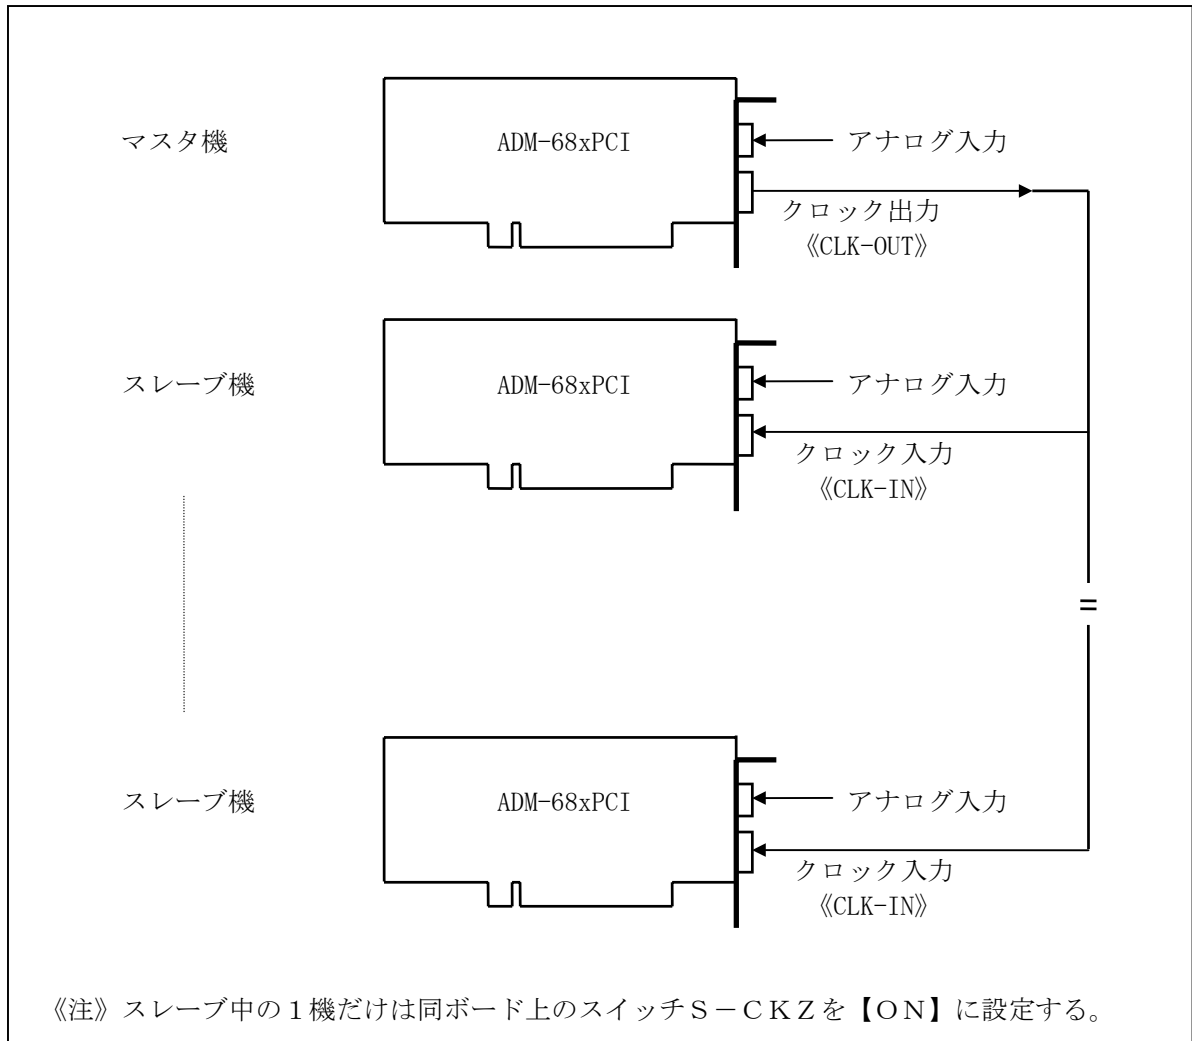 マスタ機
ADM-68xPCI
アナログ入力
クロック出力
《CLK-OUT》
スレーブ機
ADM-68xPCI
アナログ入力
クロック入力
《CLK-IN》
スレーブ機
ADM-68xPCI
アナログ入力
クロック入力
《CLK-IN》
《注》スレーブ中の１機だけは同ボード上のスイッチＳ－ＣＫＺを【ＯＮ】に設定する。